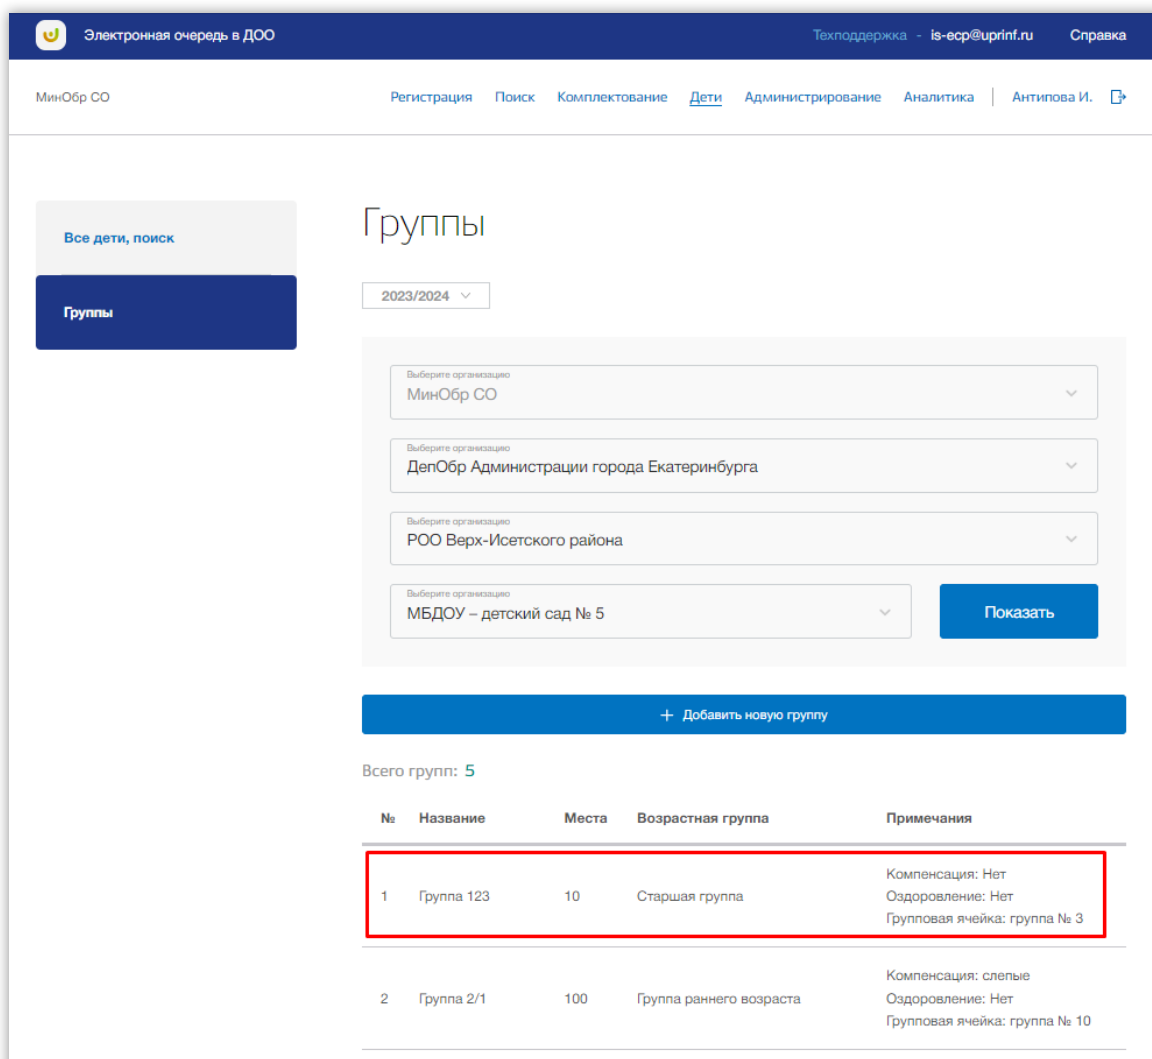 Электронная очередь в ДОО
Техподдержка - is-ecp@uprinf.ru Справка
МинОбр СО
Регистрация Поиск Комплектование Дети Администрирование Аналитика Антипова И.
Все дети, поиск
Группы
Группы
2023/2024
Выберите организацию
МинОбр СО
Выберите организацию
ДепОбр Администрации города Екатеринбурга
Выберите организацию
РОО Верх-Исетского района
Выберите организацию
МБДОУ – детский сад № 5
Показать
+ Добавить новую группу
Всего групп: 5
№ Название Места Возрастная группа Примечания
1 Группа 123 10 Старшая группа
Компенсация: Нет
Оздоровление: Нет
Групповая ячейка: группа № 3
2 Группа 2/1 100 Группа раннего возраста
Компенсация: слепые
Оздоровление: Нет
Групповая ячейка: группа № 10